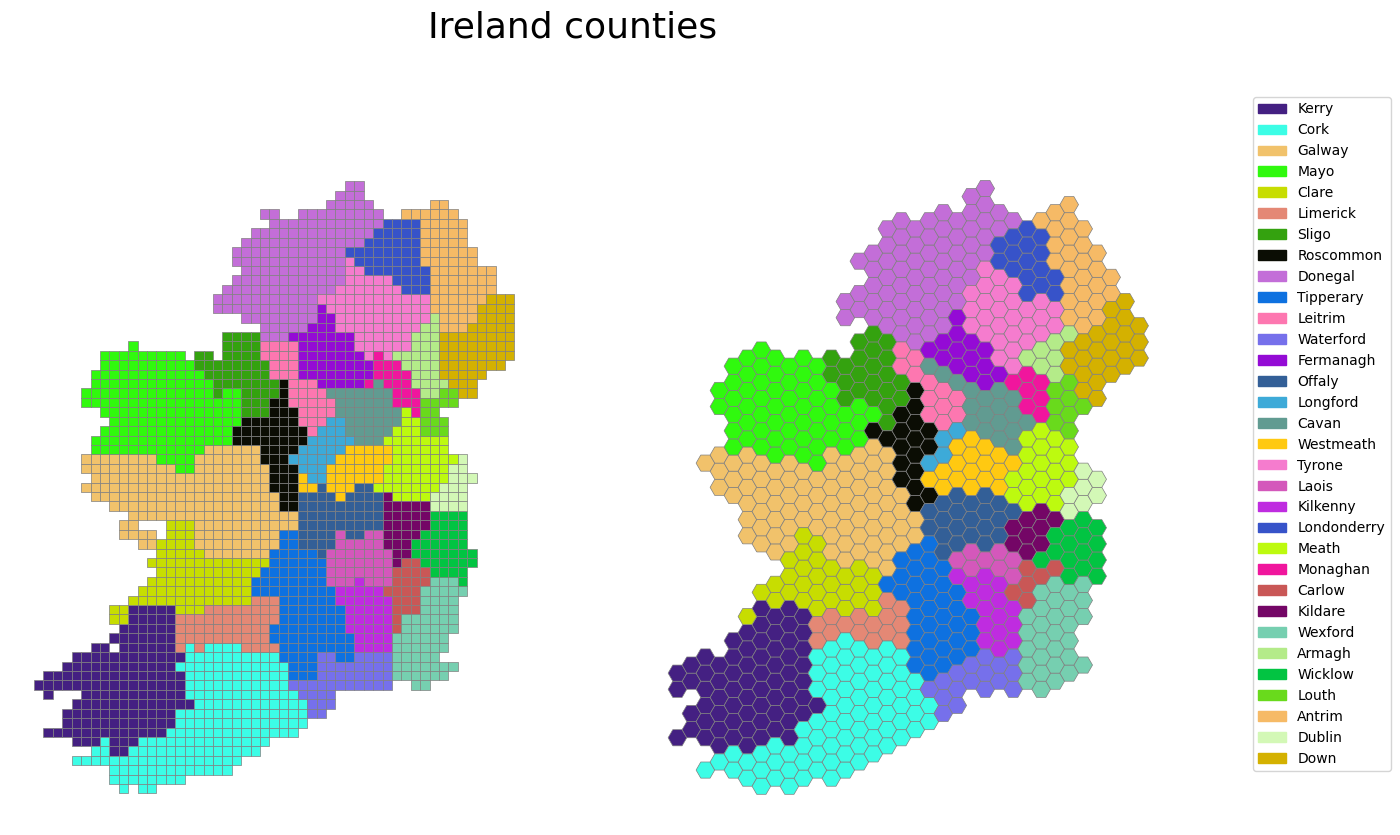 Ireland counties
Kerry
Cork
Galway
Mayo
Clare
Limerick
Sligo
Roscommon
Donegal
Tipperary
Leitrim
Waterford
Fermanagh
Offaly
Longford
Cavan
Westmeath
Tyrone
Laois
Kilkenny
Londonderry
Meath
Monaghan
Carlow
Kildare
Wexford
Armagh
Wicklow
Louth
Antrim
Dublin
Down